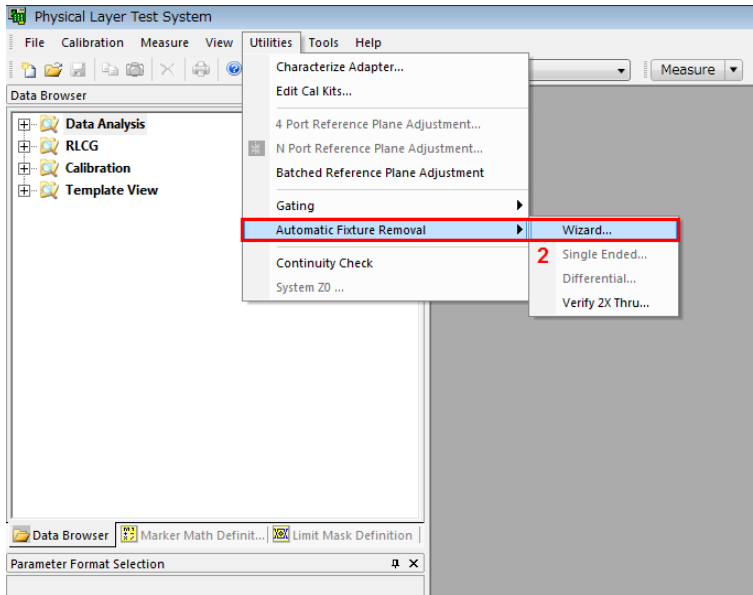 Physical Layer Test System
File Calibration Measure View Utilities Tools Help
Measure
Data Browser
Data Analysis
RLCG
Calibration
Template View
Characterize Adapter...
Edit Cal Kits...
4 Port Reference Plane Adjustment...
N Port Reference Plane Adjustment...
Batched Reference Plane Adjustment
Gating
Automatic Fixture Removal
Continuity Check
System Z0 ...
Wizard...
2 Single Ended...
Differential...
Verify 2X Thru...
Data Browser Marker Math Definit... Limit Mask Definition
Parameter Format Selection